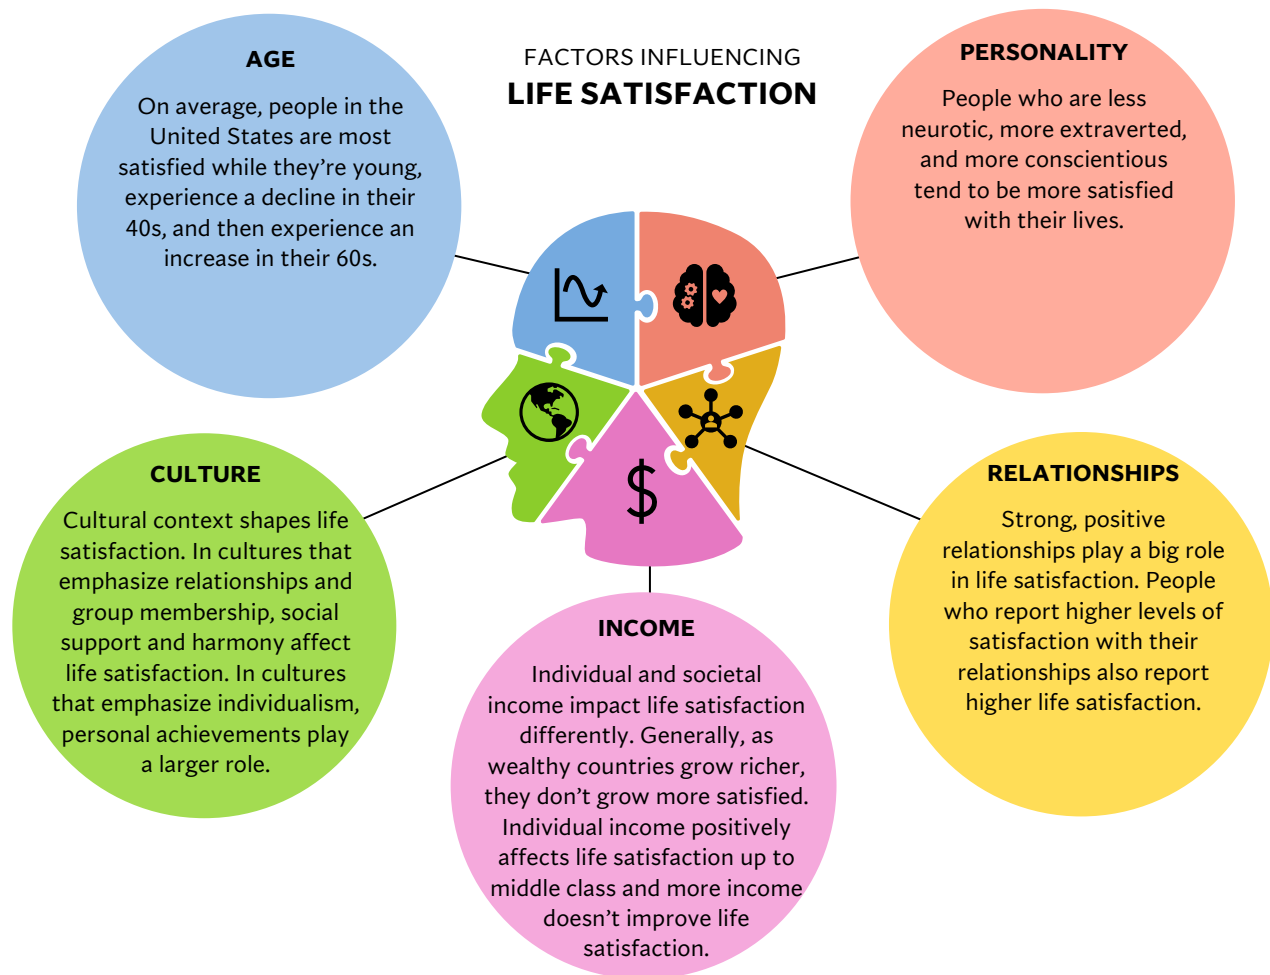 FACTORS INFLUENCING
LIFE SATISFACTION
AGE
On average, people in the
United States are most
satisfied while they’re young,
experience a decline in their
40s, and then experience an
increase in their 60s.
PERSONALITY
People who are less
neurotic, more extraverted,
and more conscientious
tend to be more satisfied
with their lives.
CULTURE
Cultural context shapes life
satisfaction. In cultures that
emphasize relationships and
group membership, social
support and harmony affect
life satisfaction. In cultures
that emphasize individualism,
personal achievements play
a larger role.
$
INCOME
Individual and societal
income impact life satisfaction
differently. Generally, as
wealthy countries grow richer,
they don’t grow more satisfied.
Individual income positively
affects life satisfaction up to
middle class and more income
doesn’t improve life
satisfaction.
RELATIONSHIPS
Strong, positive
relationships play a big role
in life satisfaction. People
who report higher levels of
satisfaction with their
relationships also report
higher life satisfaction.